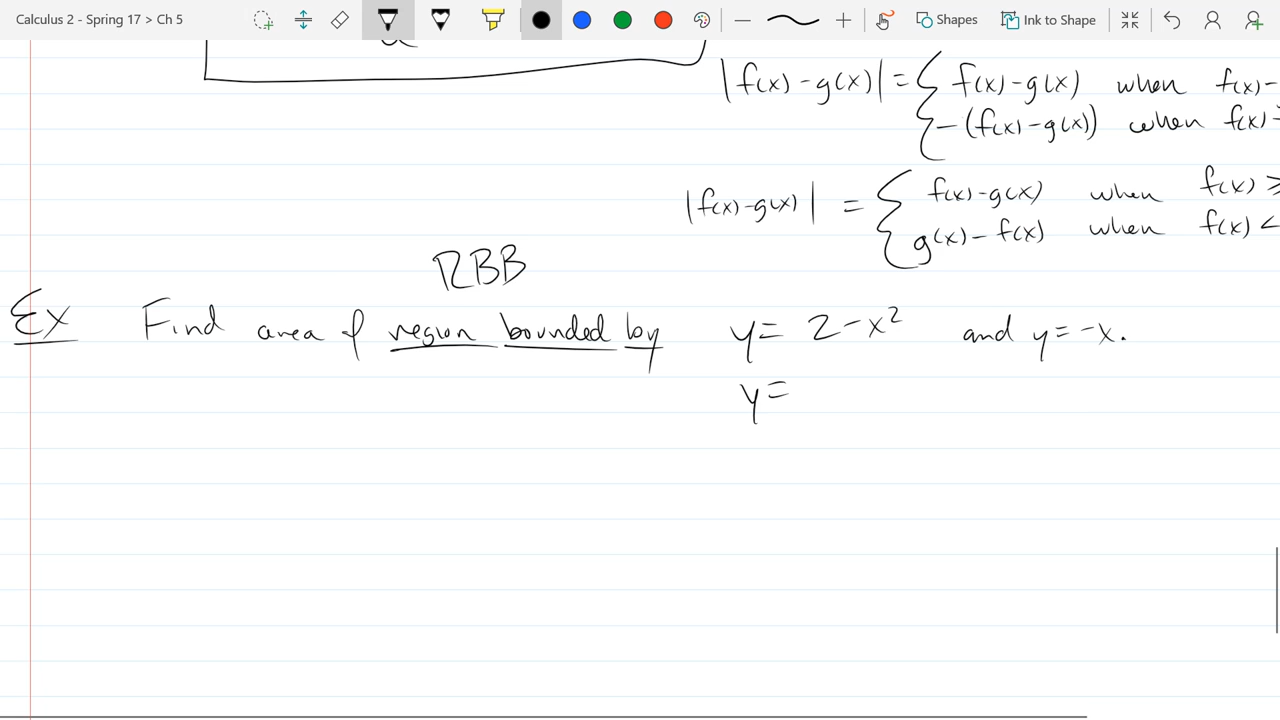 Calculus 2 - Spring 17 > Ch 5
Shapes
Ink to Shape
|f(x)-g(x)| = { f(x)-g(x) when f(x)-
-(f(x)-g(x)) when f(x)-
|f(x)-g(x)| = { f(x)-g(x) when f(x) ≥
g(x)-f(x) when f(x) <
RBB
Ex Find area of region bounded by y= 2-x² and y=-x.
y=